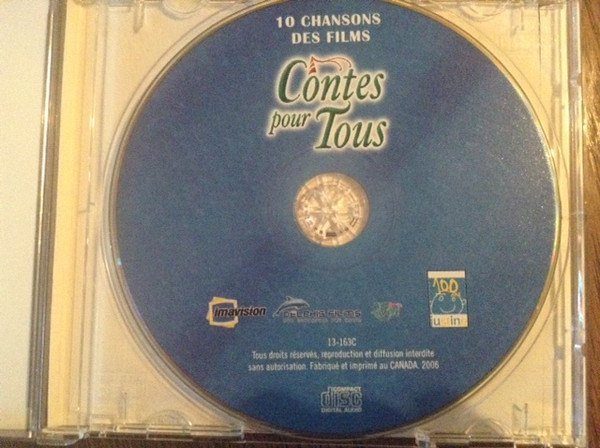 10 CHANSONS
DES FILMS
Contes
pour Tous
imavision
100
13-163C
Tous droits réservés, reproduction et diffusion interdite
sans autorisation. Fabriqué et imprimé au CANADA. 2006
COMPACT
disc
DIGITAL AUDIO